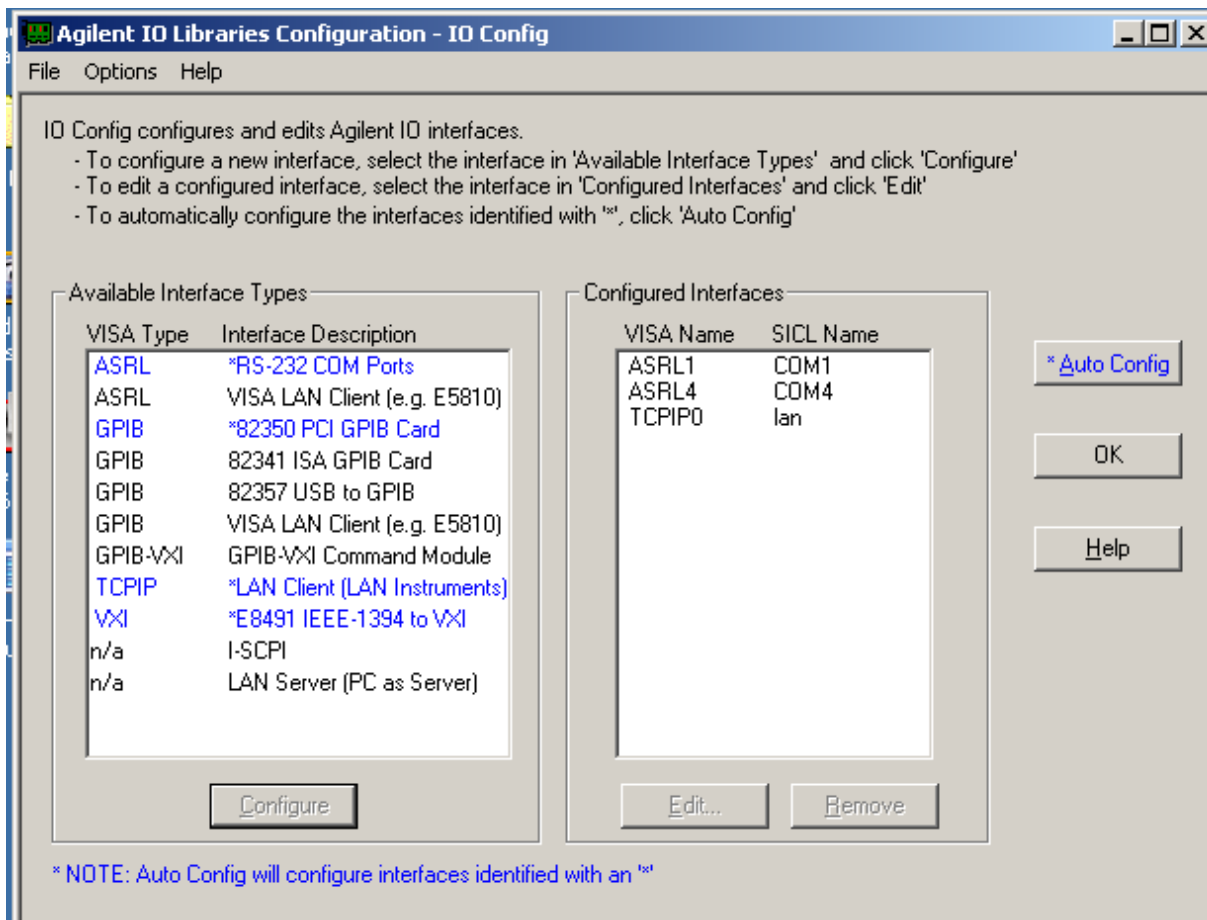 Agilent IO Libraries Configuration - IO Config
File Options Help
IO Config configures and edits Agilent IO interfaces.
- To configure a new interface, select the interface in 'Available Interface Types' and click 'Configure'
- To edit a configured interface, select the interface in 'Configured Interfaces' and click 'Edit'
- To automatically configure the interfaces identified with '*', click 'Auto Config'
Available Interface Types
VISA Type Interface Description
ASRL *RS-232 COM Ports
ASRL VISA LAN Client (e.g. E5810)
GPIB *82350 PCI GPIB Card
GPIB 82341 ISA GPIB Card
GPIB 82357 USB to GPIB
GPIB VISA LAN Client (e.g. E5810)
GPIB-VXI GPIB-VXI Command Module
TCPIP *LAN Client (LAN Instruments)
VXI *E8491 IEEE-1394 to VXI
n/a I-SCPI
n/a LAN Server (PC as Server)
Configure
Configured Interfaces
VISA Name SICL Name
ASRL1 COM1
ASRL4 COM4
TCPIP0 lan
Edit... Remove
* Auto Config
OK
Help
* NOTE: Auto Config will configure interfaces identified with an '*'